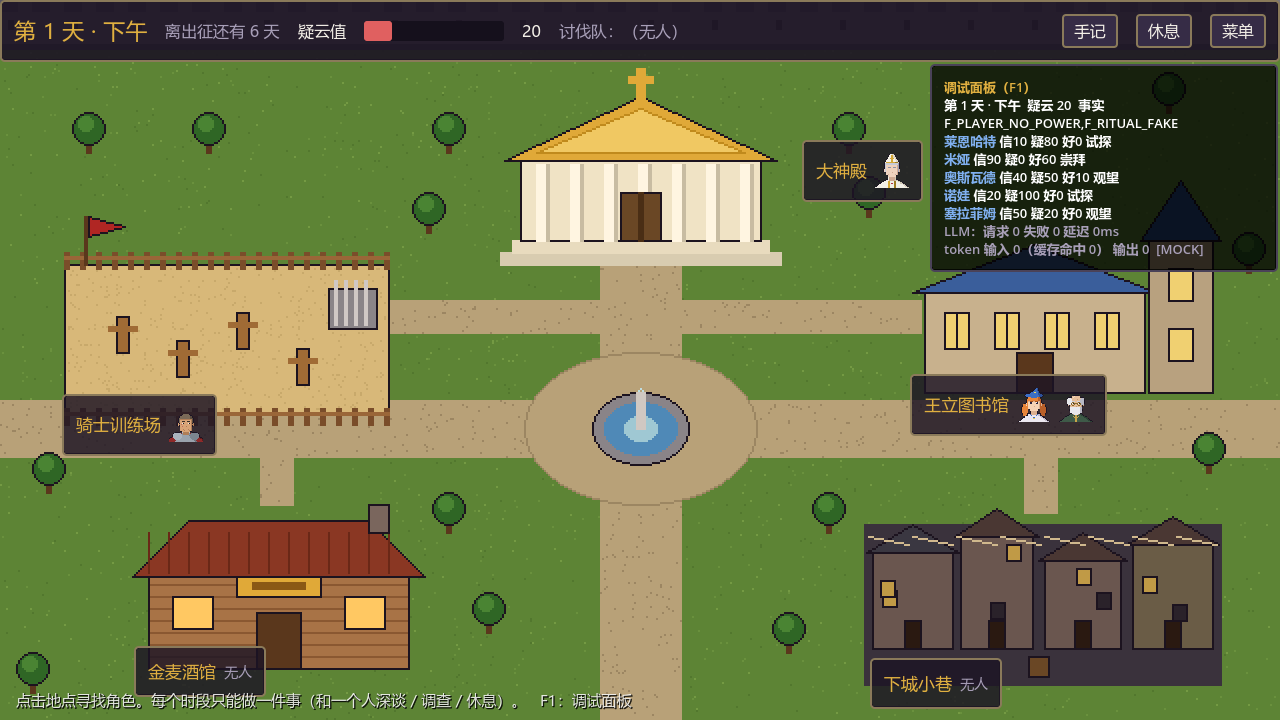 第 1 天 · 下午 离出征还有 6 天 疑云值 20 讨伐队： （无人） 手记 休息 菜单
调试面板（F1）
第 1 天 · 下午 疑云 20 事实
F_PLAYER_NO_POWER,F_RITUAL_FAKE
莱恩哈特 信10 疑80 好0 试探
米娅 信90 疑0 好60 崇拜
奥斯瓦德 信40 疑50 好10 观望
诺娃 信20 疑100 好0 试探
塞拉菲姆 信50 疑20 好0 观望
LLM：请求 0 失败 0 延迟 0ms
token 输入 0（缓存命中 0） 输出 0 [MOCK]
大神殿
骑士训练场
王立图书馆
金麦酒馆 无人
下城小巷 无人
点击地点寻找角色。每个时段只能做一件事（和一个人深谈 / 调查 / 休息）。 F1：调试面板